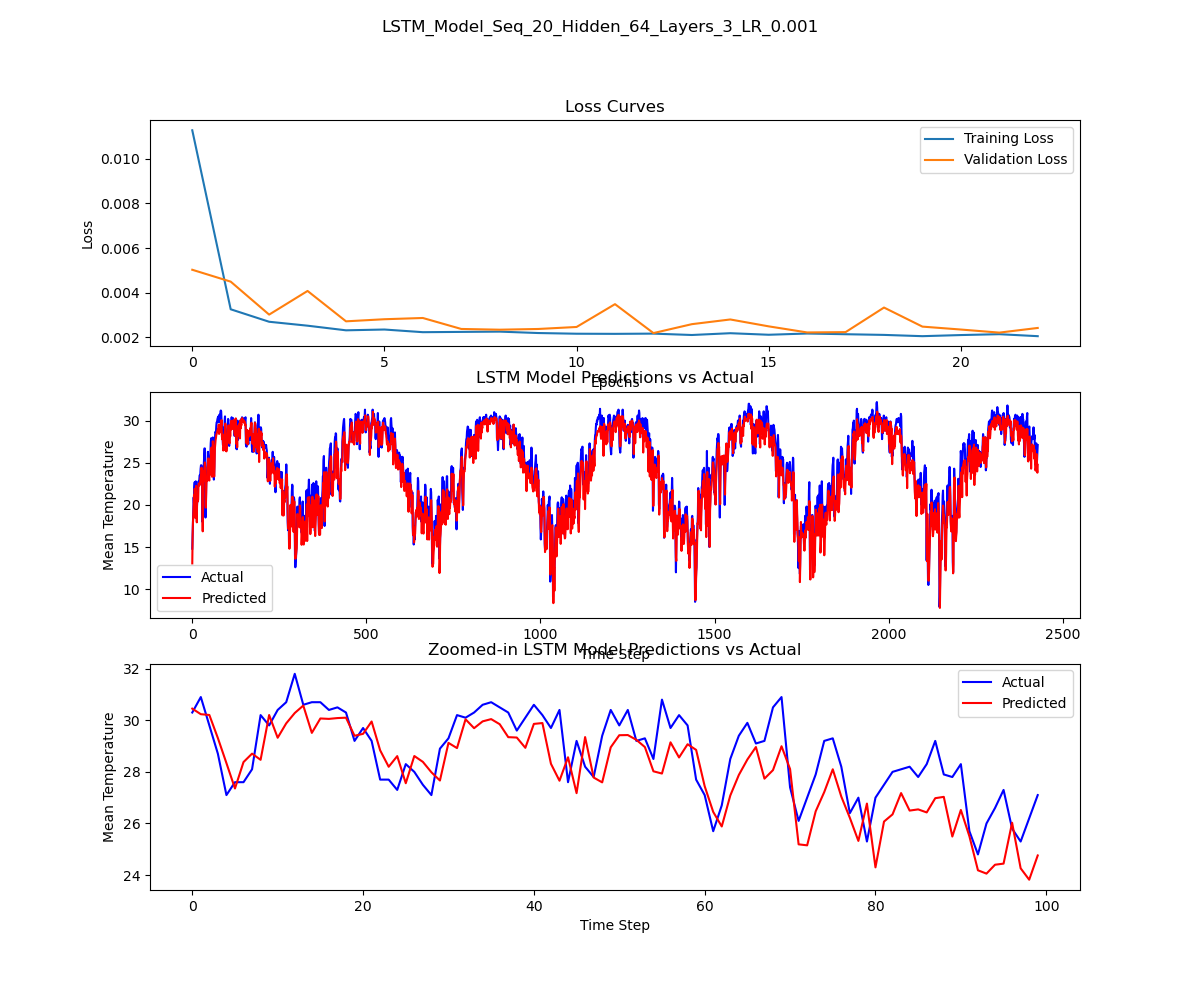 LSTM_Model_Seq_20_Hidden_64_Layers_3_LR_0.001
Loss Curves
Loss
0.010
0.008
0.006
0.004
0.002
Training Loss
Validation Loss
0 5 10 15 20
Epochs
LSTM Model Predictions vs Actual
Mean Temperature
30
25
20
15
10
Actual
Predicted
0 500 1000 1500 2000 2500
Time Step
Zoomed-in LSTM Model Predictions vs Actual
Mean Temperature
32
30
28
26
24
Actual
Predicted
0 20 40 60 80 100
Time Step